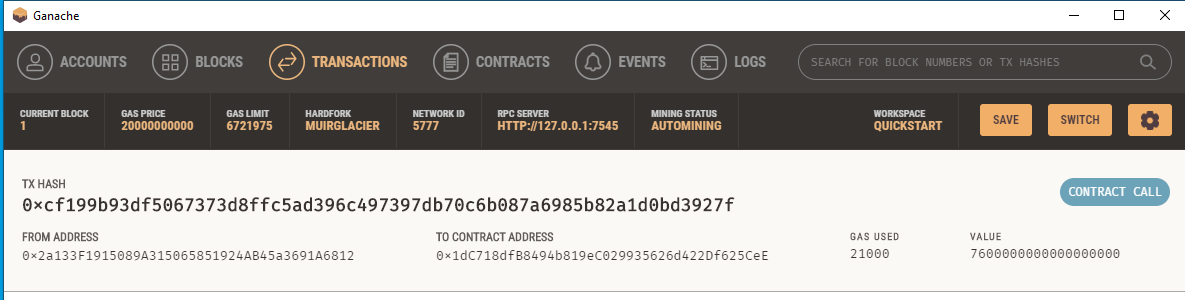 Ganache
ACCOUNTS BLOCKS TRANSACTIONS CONTRACTS EVENTS LOGS SEARCH FOR BLOCK NUMBERS OR TX HASHES
CURRENT BLOCK GAS PRICE GAS LIMIT HARDFORK NETWORK ID RPC SERVER MINING STATUS WORKSPACE SAVE SWITCH
1 20000000000 6721975 MUIRGLACIER 5777 HTTP://127.0.0.1:7545 AUTOMINING QUICKSTART
TX HASH
0×cf199b93df5067373d8ffc5ad396c497397db70c6b087a6985b82a1d0bd3927f CONTRACT CALL
FROM ADDRESS TO CONTRACT ADDRESS GAS USED VALUE
0×2a133F1915089A315065851924AB45a3691A6812 0×1dC718dfB8494b819eC029935626d422Df625CeE 21000 7600000000000000000